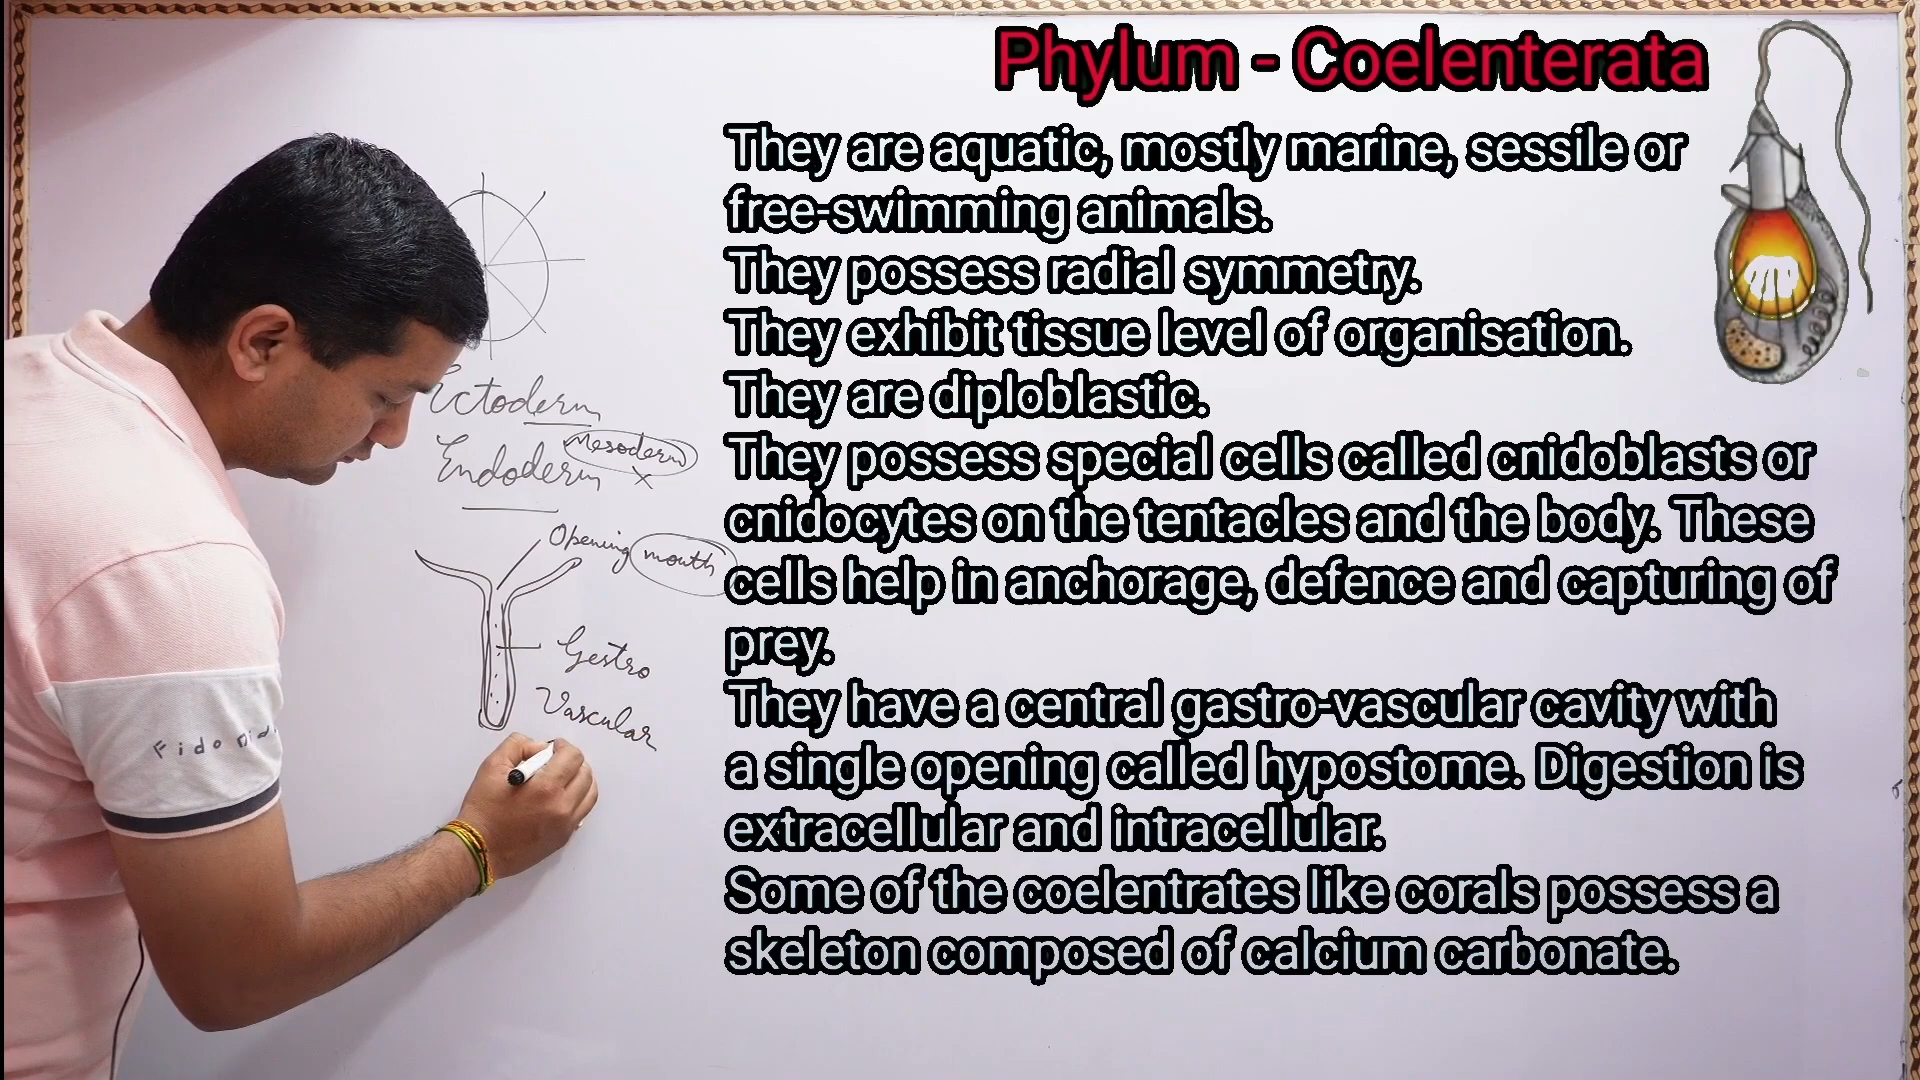 Phylum - Coelenterata
They are aquatic, mostly marine, sessile or
free-swimming animals.
They possess radial symmetry.
They exhibit tissue level of organisation.
They are diploblastic.
They possess special cells called cnidoblasts or
cnidocytes on the tentacles and the body. These
cells help in anchorage, defence and capturing of
prey.
They have a central gastro-vascular cavity with
a single opening called hypostome. Digestion is
extracellular and intracellular.
Some of the coelentrates like corals possess a
skeleton composed of calcium carbonate.
Ectoderm
Mesoderm X
Endoderm
Opening mouth
Gestro
Vascular